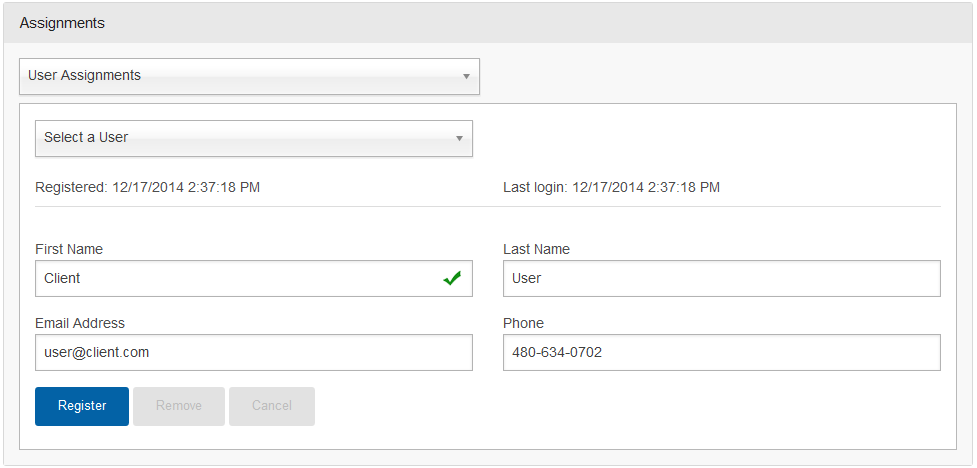 Assignments
User Assignments
Select a User
Registered: 12/17/2014 2:37:18 PM
Last login: 12/17/2014 2:37:18 PM
First Name
Last Name
Client
User
Email Address
Phone
user@client.com
480-634-0702
Register
Remove
Cancel